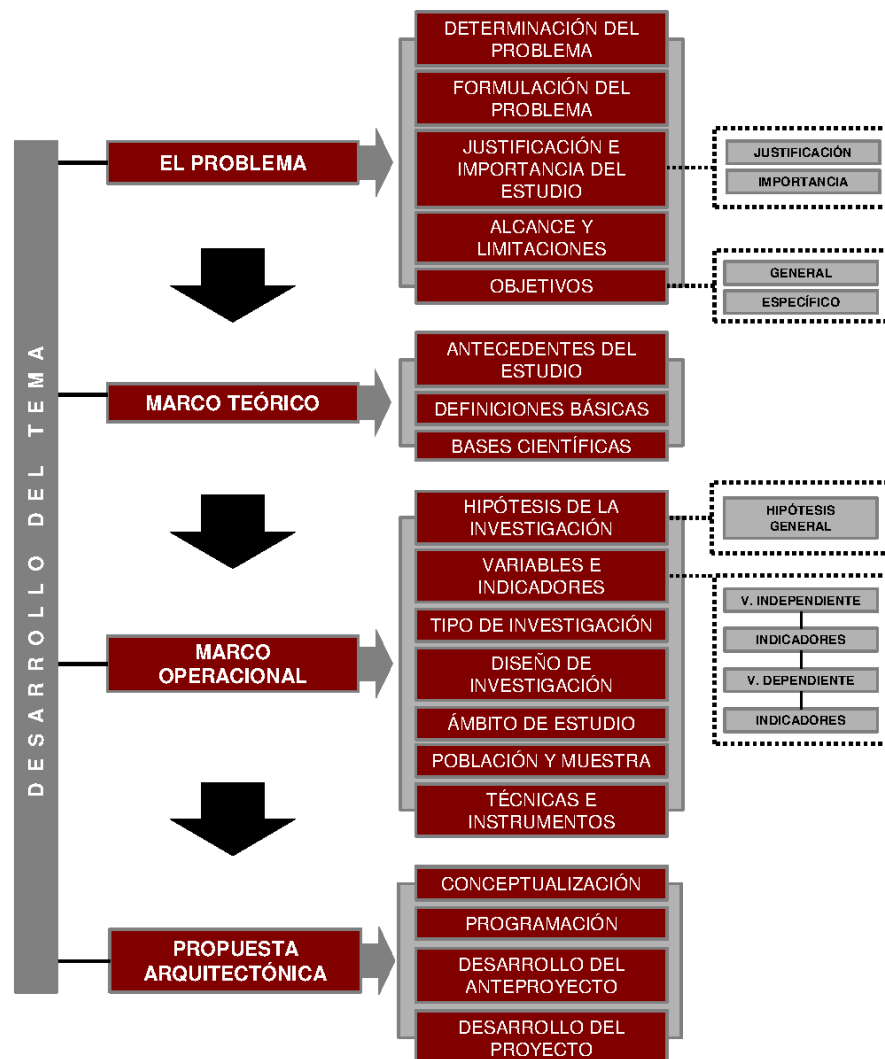 DESARROLLO DEL TEMA
EL PROBLEMA
DETERMINACIÓN DEL
PROBLEMA
FORMULACIÓN DEL
PROBLEMA
JUSTIFICACIÓN E
IMPORTANCIA DEL
ESTUDIO
JUSTIFICACIÓN
IMPORTANCIA
ALCANCE Y
LIMITACIONES
OBJETIVOS
GENERAL
ESPECÍFICO
MARCO TEÓRICO
ANTECEDENTES DEL
ESTUDIO
DEFINICIONES BÁSICAS
BASES CIENTÍFICAS
MARCO
OPERACIONAL
HIPÓTESIS DE LA
INVESTIGACIÓN
HIPÓTESIS
GENERAL
VARIABLES E
INDICADORES
V. INDEPENDIENTE
INDICADORES
V. DEPENDIENTE
INDICADORES
TIPO DE INVESTIGACIÓN
DISEÑO DE
INVESTIGACIÓN
ÁMBITO DE ESTUDIO
POBLACIÓN Y MUESTRA
TÉCNICAS E
INSTRUMENTOS
PROPUESTA
ARQUITECTÓNICA
CONCEPTUALIZACIÓN
PROGRAMACIÓN
DESARROLLO DEL
ANTEPROYECTO
DESARROLLO DEL
PROYECTO